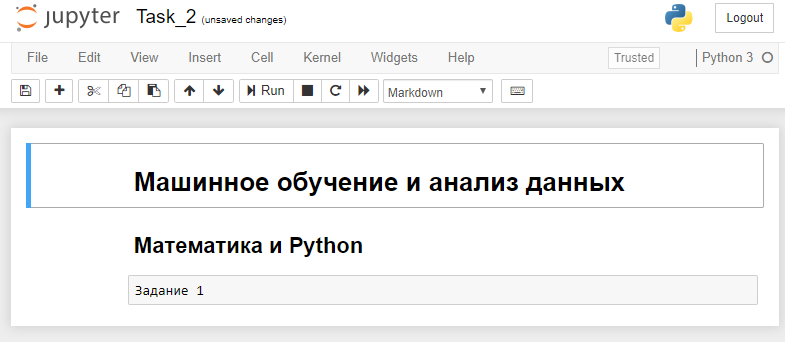 jupyter Task_2 (unsaved changes) Logout
File Edit View Insert Cell Kernel Widgets Help Trusted Python 3
Run Markdown
Машинное обучение и анализ данных
Математика и Python
Задание 1